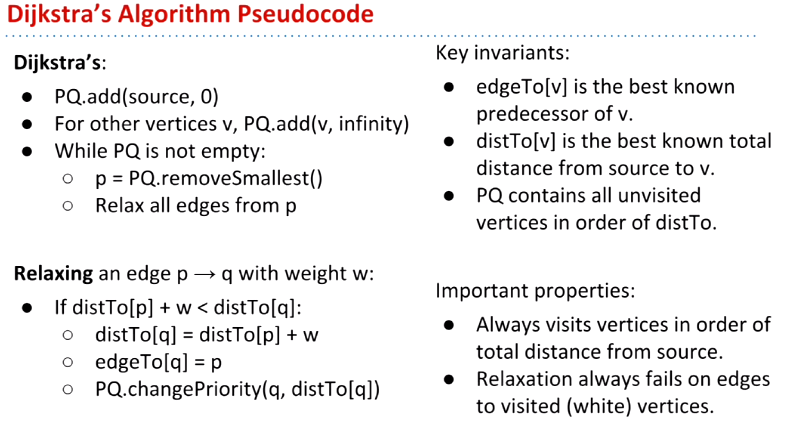 Dijkstra's Algorithm Pseudocode
Dijkstra's:
● PQ.add(source, 0)
● For other vertices v, PQ.add(v, infinity)
● While PQ is not empty:
○ p = PQ.removeSmallest()
○ Relax all edges from p
Relaxing an edge p → q with weight w:
● If distTo[p] + w < distTo[q]:
○ distTo[q] = distTo[p] + w
○ edgeTo[q] = p
○ PQ.changePriority(q, distTo[q])
Key invariants:
● edgeTo[v] is the best known
predecessor of v.
● distTo[v] is the best known total
distance from source to v.
● PQ contains all unvisited
vertices in order of distTo.
Important properties:
● Always visits vertices in order of
total distance from source.
● Relaxation always fails on edges
to visited (white) vertices.